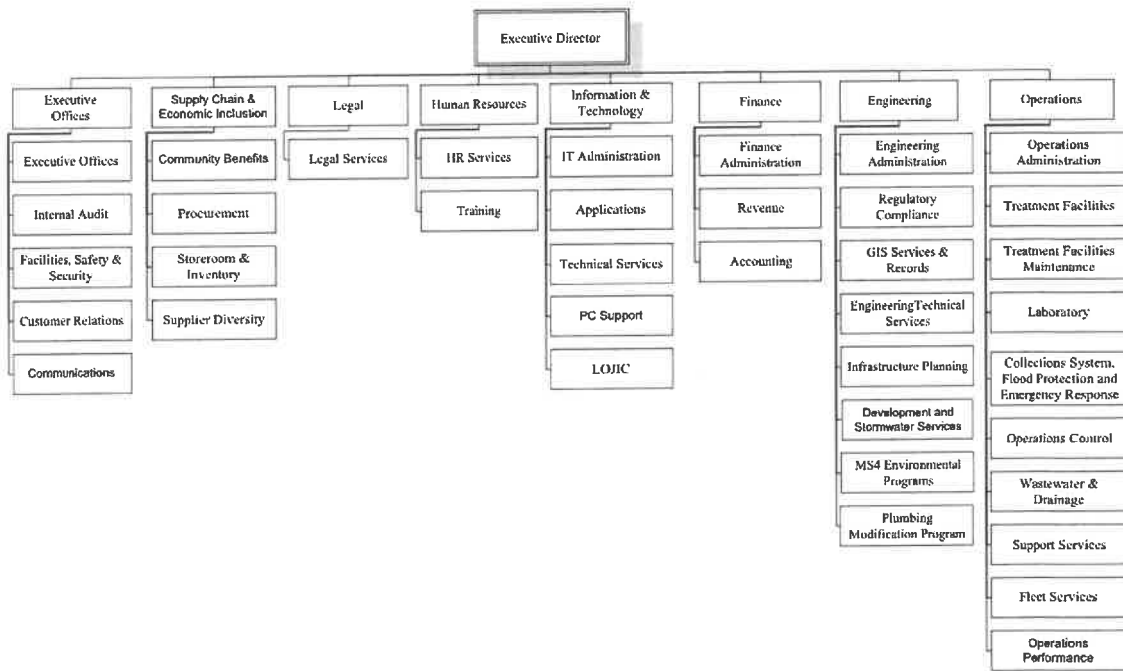 Executive Director
Executive
Offices
Executive Offices
Internal Audit
Facilities, Safety &
Security
Customer Relations
Communications
Supply Chain &
Economic Inclusion
Community Benefits
Procurement
Storeroom &
Inventory
Supplier Diversity
Legal
Legal Services
Human Resources
HR Services
Training
Information &
Technology
IT Administration
Applications
Technical Services
PC Support
LOJIC
Finance
Finance
Administration
Revenue
Accounting
Engineering
Engineering
Administration
Regulatory
Compliance
GIS Services &
Records
EngineeringTechnical
Services
Infrastructure Planning
Development and
Stormwater Services
MS4 Environmental
Programs
Plumbing
Modification Program
Operations
Operations
Administration
Treatment Facilities
Treatment Facilities
Maintenance
Laboratory
Collections System,
Flood Protection and
Emergency Response
Operations Control
Wastewater &
Drainage
Support Services
Fleet Services
Operations
Performance